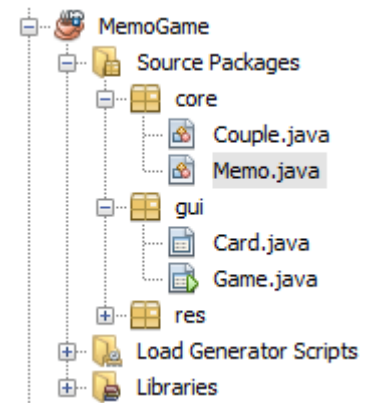 MemoGame
Source Packages
core
Couple.java
Memo.java
gui
Card.java
Game.java
res
Load Generator Scripts
Libraries